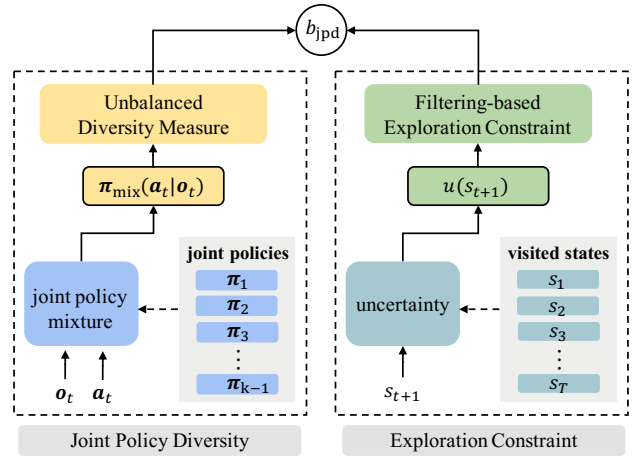 b_jpd
Unbalanced
Diversity Measure
π_mix(a_t|o_t)
joint policy
mixture
o_t a_t
joint policies
π_1
π_2
π_3
⋮
π_k−1
Joint Policy Diversity
Filtering-based
Exploration Constraint
u(s_t+1)
uncertainty
s_t+1
visited states
s_1
s_2
s_3
⋮
s_T
Exploration Constraint